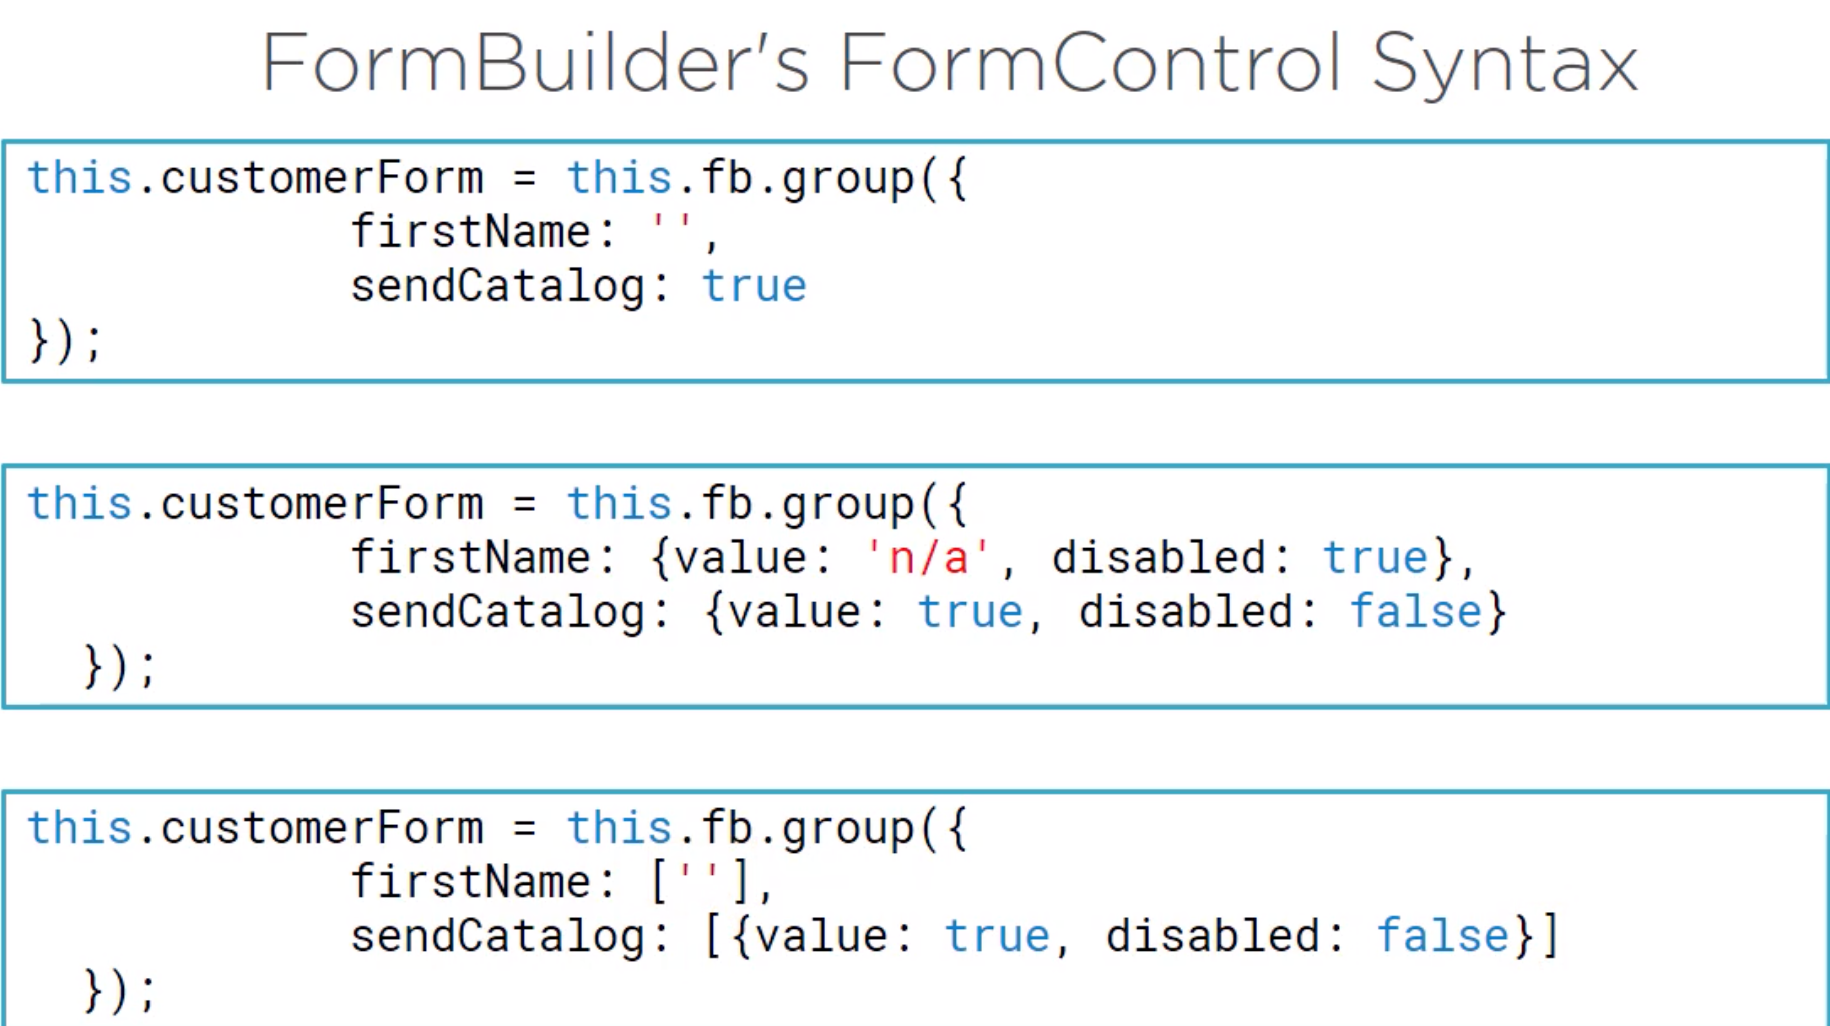 FormBuilder's FormControl Syntax
this.customerForm = this.fb.group({
firstName: '',
sendCatalog: true
});
this.customerForm = this.fb.group({
firstName: {value: 'n/a', disabled: true},
sendCatalog: {value: true, disabled: false}
});
this.customerForm = this.fb.group({
firstName: [''],
sendCatalog: [{value: true, disabled: false}]
});